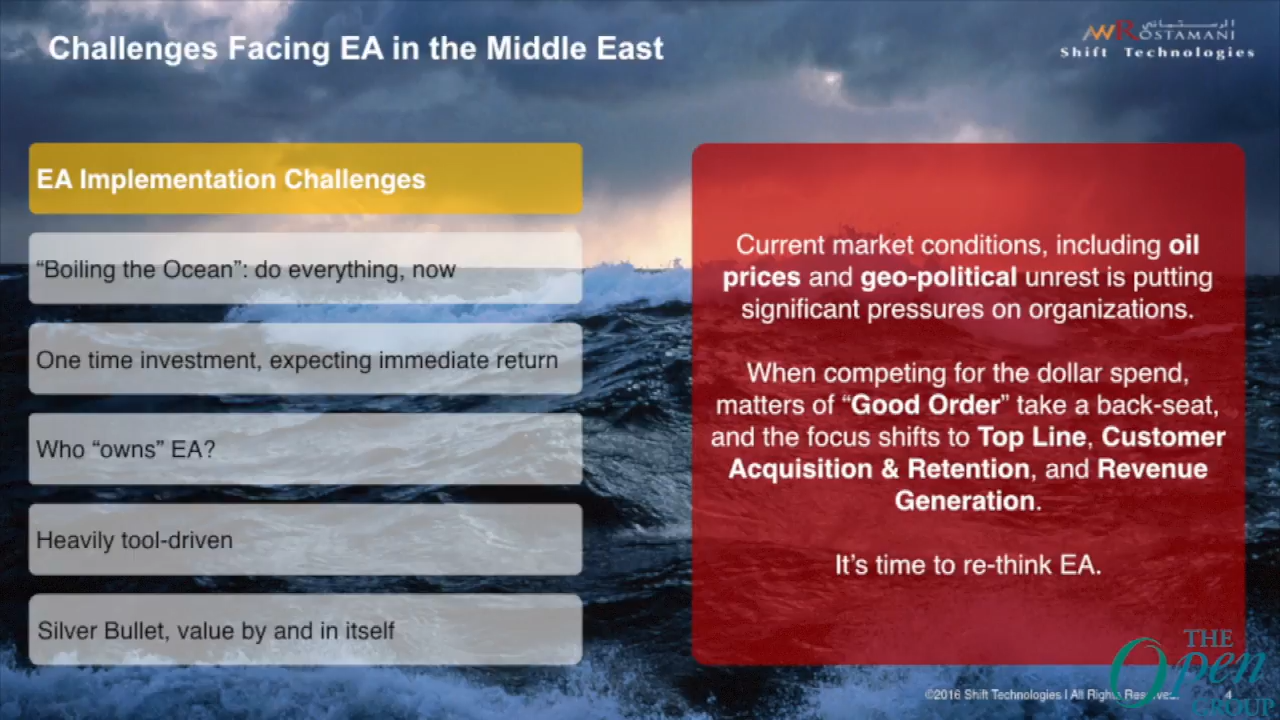 Challenges Facing EA in the Middle East
الرستماني
AWROSTAMANI
Shift Technologies
EA Implementation Challenges
“Boiling the Ocean”: do everything, now
One time investment, expecting immediate return
Who “owns” EA?
Heavily tool-driven
Silver Bullet, value by and in itself
Current market conditions, including oil
prices and geo-political unrest is putting
significant pressures on organizations.
When competing for the dollar spend,
matters of “Good Order” take a back-seat,
and the focus shifts to Top Line, Customer
Acquisition & Retention, and Revenue
Generation.
It’s time to re-think EA.
©2016 Shift Technologies | All Rights
4
THE
Open
GROUP